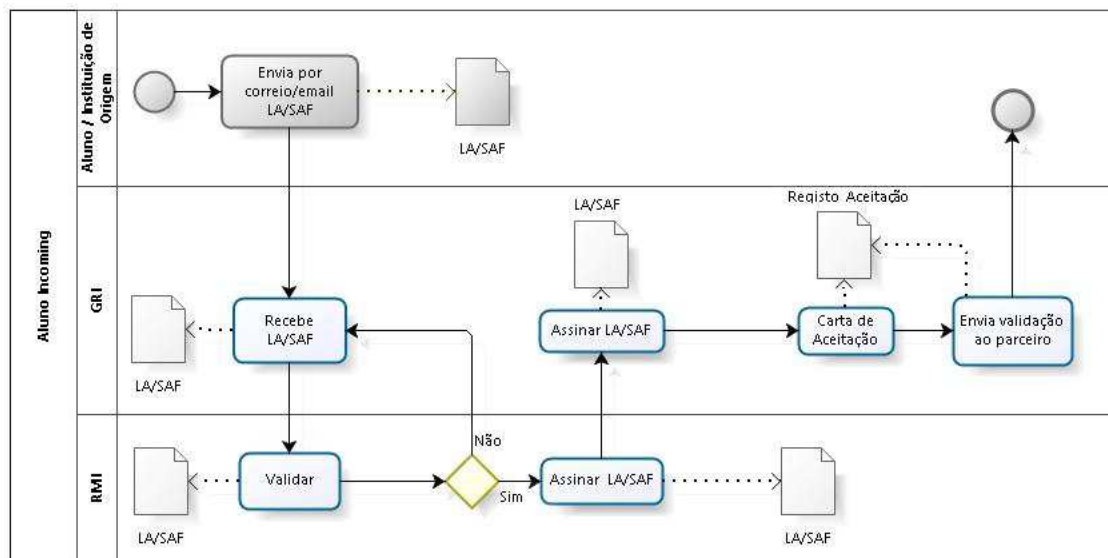 Aluno Incoming
Aluno / Instituição de
Origem
Envia por
correio/email
LA/SAF
LA/SAF
GRI
LA/SAF
Registo Aceitação
Recebe
LA/SAF
Assinar LA/SAF
Carta de
Aceitação
Envia validação
ao parceiro
LA/SAF
RMI
Não
Validar
Sim
Assinar LA/SAF
LA/SAF
LA/SAF